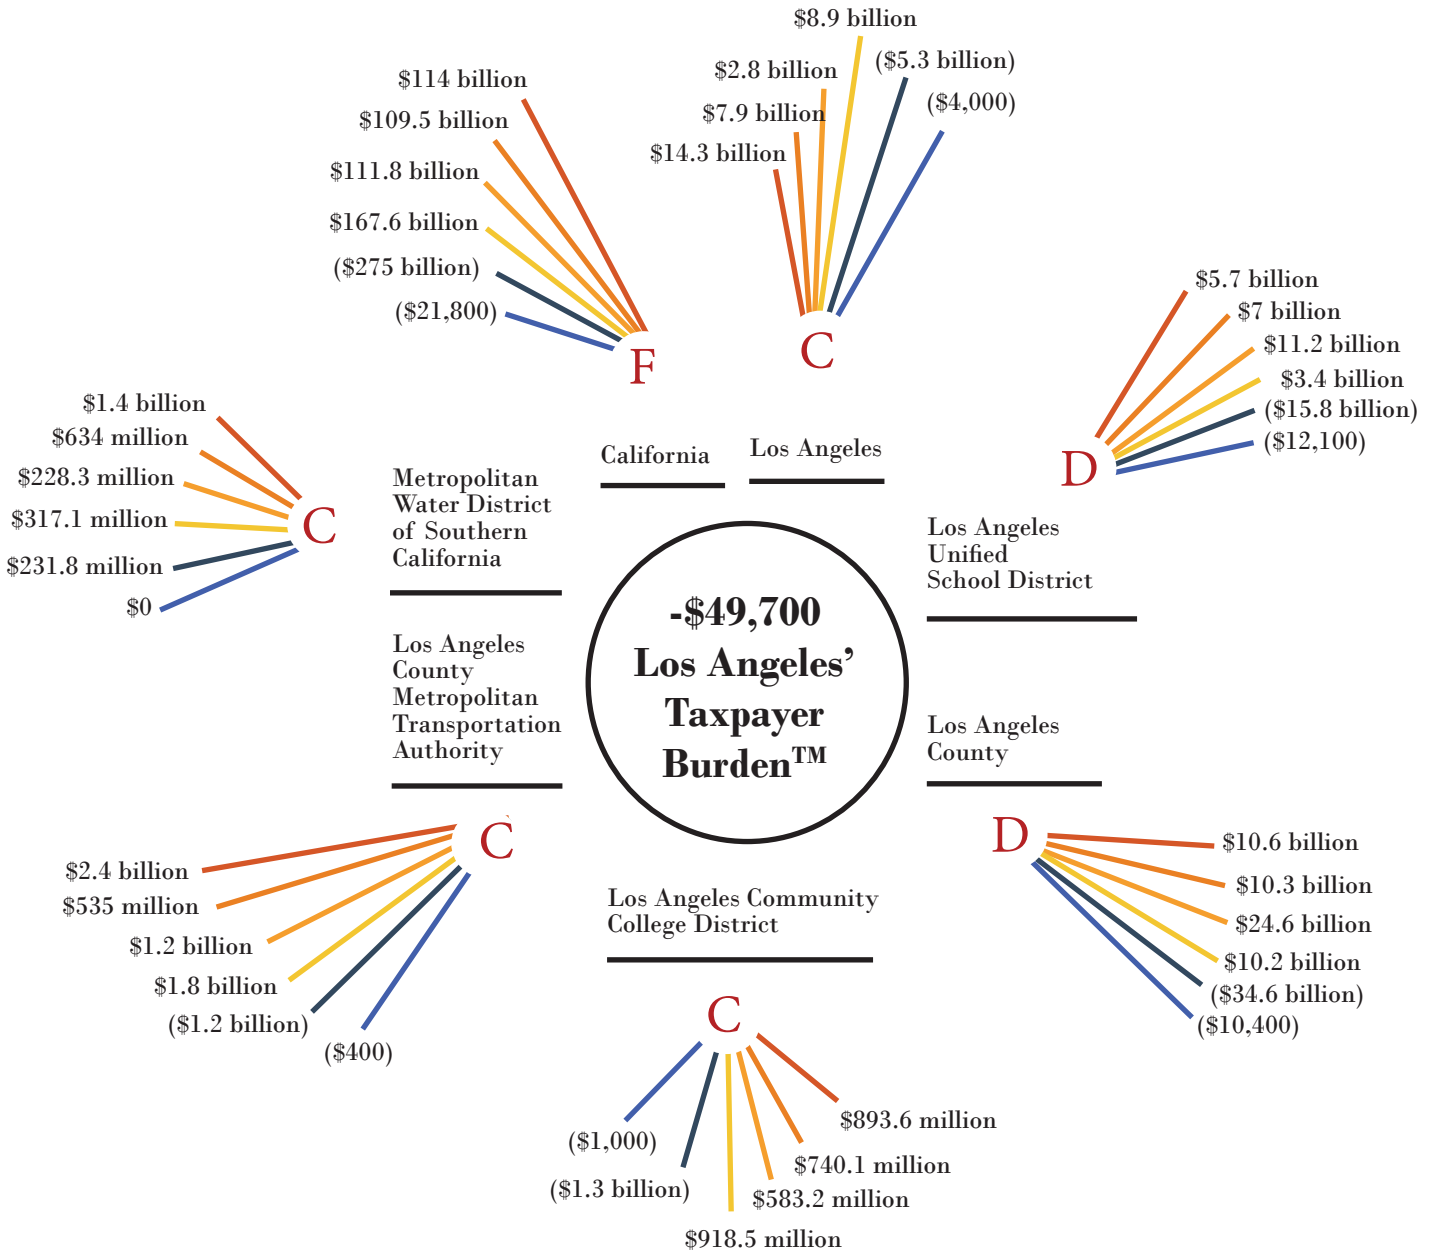 $8.9 billion
$2.8 billion
($5.3 billion)
$7.9 billion
($4,000)
$14.3 billion
C
Los Angeles
$114 billion
$109.5 billion
$111.8 billion
$167.6 billion
($275 billion)
($21,800)
F
California
$5.7 billion
$7 billion
$11.2 billion
$3.4 billion
($15.8 billion)
($12,100)
D
Los Angeles
Unified
School District
$1.4 billion
$634 million
$228.3 million
$317.1 million
$231.8 million
$0
C
Metropolitan
Water District
of Southern
California
-$49,700
Los Angeles’
Taxpayer
Burden™
Los Angeles
County
Metropolitan
Transportation
Authority
C
$2.4 billion
$535 million
$1.2 billion
$1.8 billion
($1.2 billion)
($400)
Los Angeles
County
D
$10.6 billion
$10.3 billion
$24.6 billion
$10.2 billion
($34.6 billion)
($10,400)
Los Angeles Community
College District
C
$893.6 million
$740.1 million
$583.2 million
$918.5 million
($1.3 billion)
($1,000)